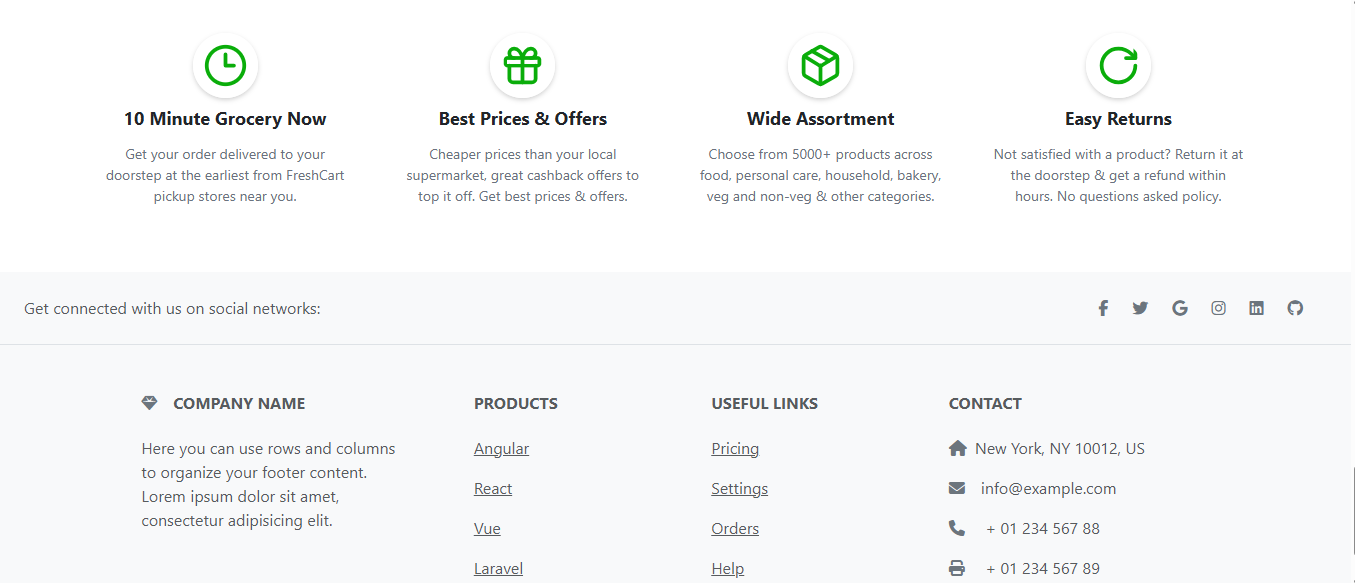 10 Minute Grocery Now
Get your order delivered to your
doorstep at the earliest from FreshCart
pickup stores near you.
Best Prices & Offers
Cheaper prices than your local
supermarket, great cashback offers to
top it off. Get best prices & offers.
Wide Assortment
Choose from 5000+ products across
food, personal care, household, bakery,
veg and non-veg & other categories.
Easy Returns
Not satisfied with a product? Return it at
the doorstep & get a refund within
hours. No questions asked policy.
Get connected with us on social networks:
COMPANY NAME
Here you can use rows and columns
to organize your footer content.
Lorem ipsum dolor sit amet,
consectetur adipisicing elit.
PRODUCTS
Angular
React
Vue
Laravel
USEFUL LINKS
Pricing
Settings
Orders
Help
CONTACT
New York, NY 10012, US
info@example.com
+ 01 234 567 88
+ 01 234 567 89